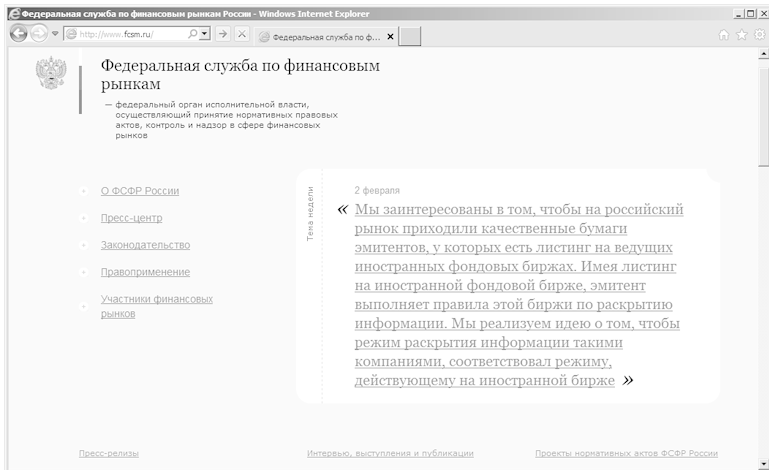 Федеральная служба по финансовым рынкам России - Windows Internet Explorer
http://www.fcsm.ru/
Федеральная служба по ф...
Федеральная служба по финансовым
рынкам
— федеральный орган исполнительной власти,
осуществляющий принятие нормативных правовых
актов, контроль и надзор в сфере финансовых
рынков
О ФСФР России
Пресс-центр
Законодательство
Правоприменение
Участники финансовых
рынков
Тема недели
2 февраля
« Мы заинтересованы в том, чтобы на российский
рынок приходили качественные бумаги
эмитентов, у которых есть листинг на ведущих
иностранных фондовых биржах. Имея листинг
на иностранной фондовой бирже, эмитент
выполняет правила этой биржи по раскрытию
информации. Мы реализуем идею о том, чтобы
режим раскрытия информации такими
компаниями, соответствовал режиму,
действующему на иностранной бирже »
Пресс-релизы
Интервью, выступления и публикации
Проекты нормативных актов ФСФР России